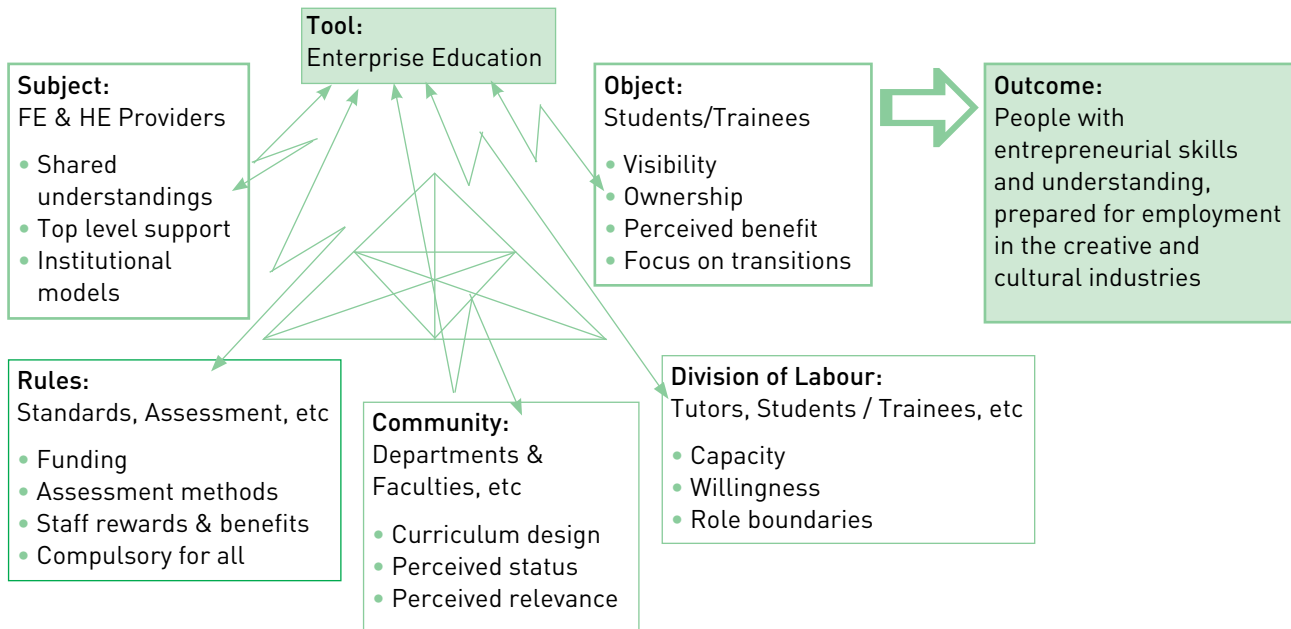 Tool:
Enterprise Education
Subject:
FE & HE Providers
• Shared
understandings
• Top level support
• Institutional
models
Object:
Students/Trainees
• Visibility
• Ownership
• Perceived benefit
• Focus on transitions
Outcome:
People with
entrepreneurial skills
and understanding,
prepared for employment
in the creative and
cultural industries
Rules:
Standards, Assessment, etc
• Funding
• Assessment methods
• Staff rewards & benefits
• Compulsory for all
Community:
Departments &
Faculties, etc
• Curriculum design
• Perceived status
• Perceived relevance
Division of Labour:
Tutors, Students / Trainees, etc
• Capacity
• Willingness
• Role boundaries